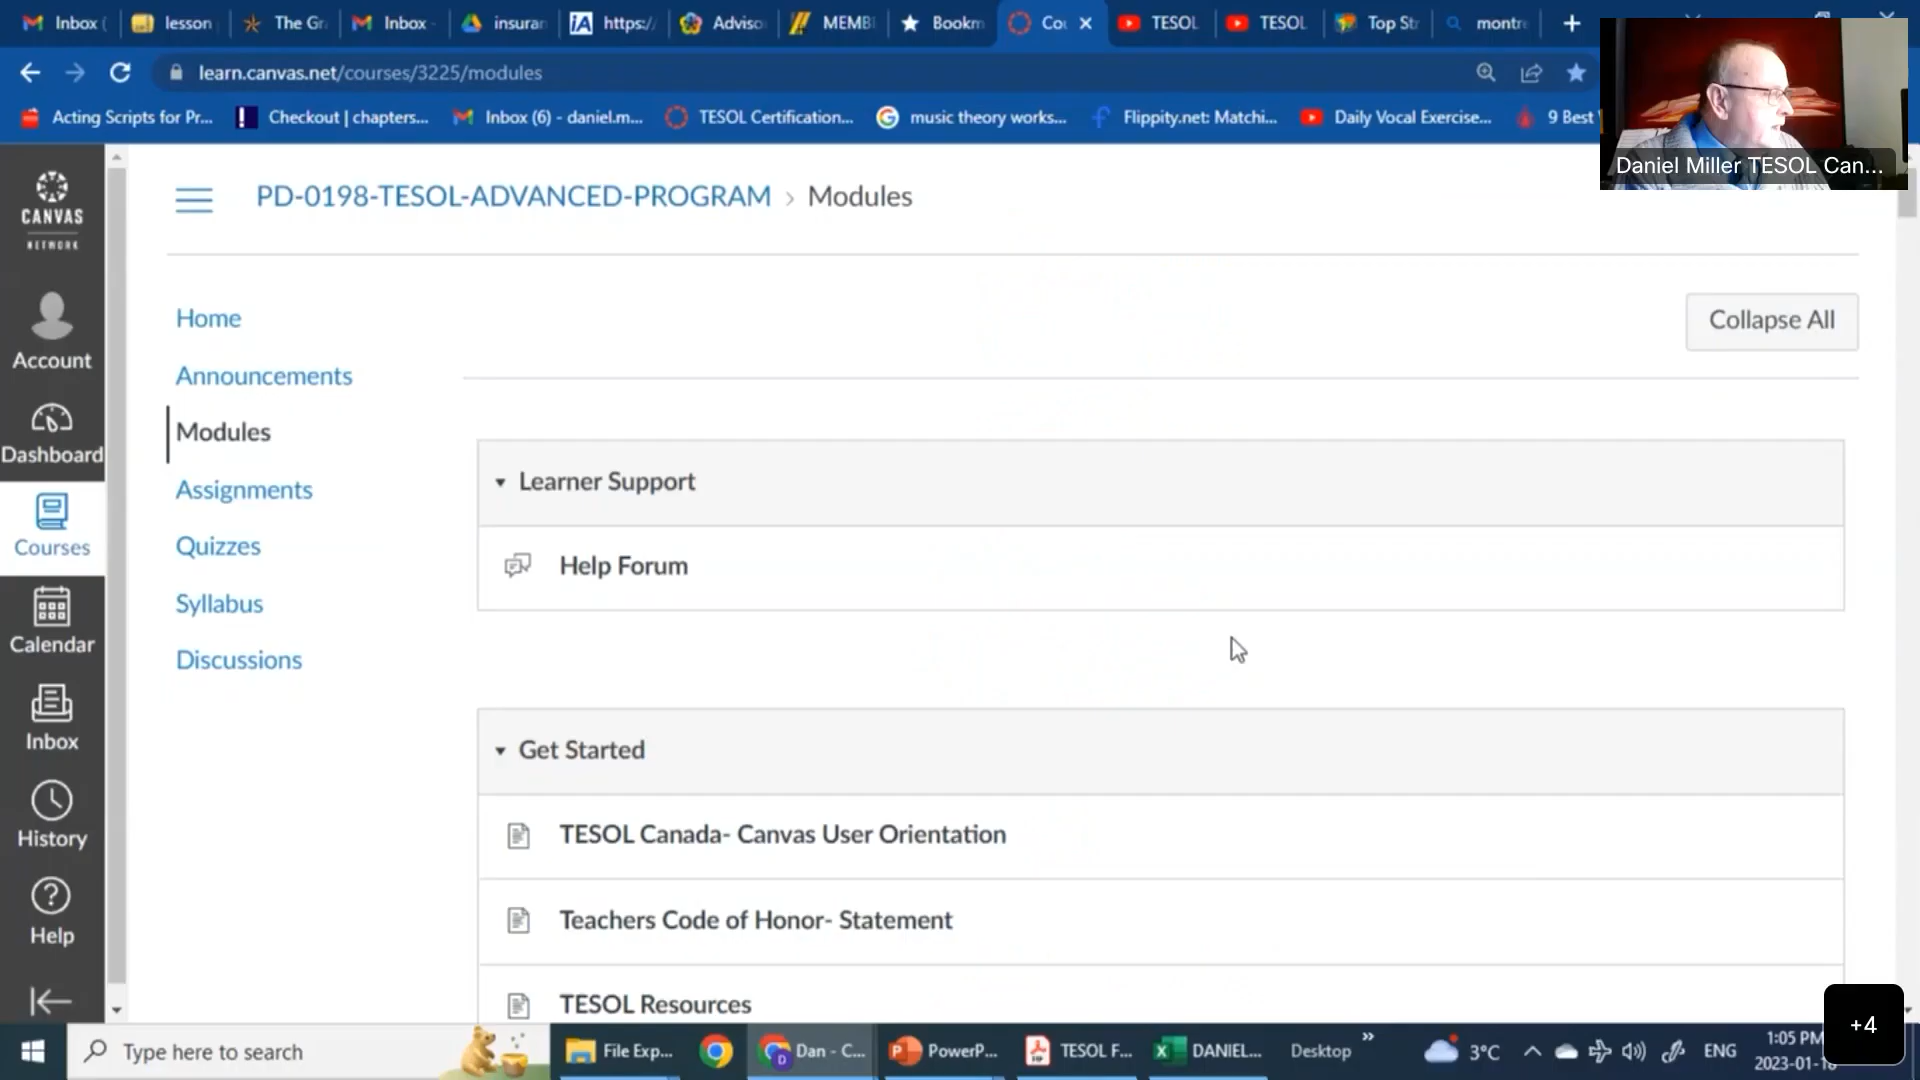 Inbox (
lesson
The Gr
Inbox
insura
https:/
Adviso
MEMB
Bookm
Co
TESOL
TESOL
Top Str
montr
learn.canvas.net/courses/3225/modules
Acting Scripts for Pr...
Checkout | chapters...
Inbox (6) - daniel.m...
TESOL Certification...
music theory works...
Flippity.net: Matchi...
Daily Vocal Exercise...
9 Best
Daniel Miller TESOL Can...
CANVAS
NETWORK
Account
Dashboard
Courses
Calendar
Inbox
History
Help
PD-0198-TESOL-ADVANCED-PROGRAM > Modules
Home
Announcements
Modules
Assignments
Quizzes
Syllabus
Discussions
Collapse All
Learner Support
Help Forum
Get Started
TESOL Canada- Canvas User Orientation
Teachers Code of Honor- Statement
TESOL Resources
+4
Type here to search
File Exp...
Dan - C...
PowerP...
TESOL F...
DANIEL...
Desktop
3°C
ENG
1:05 PM
2023-01-1